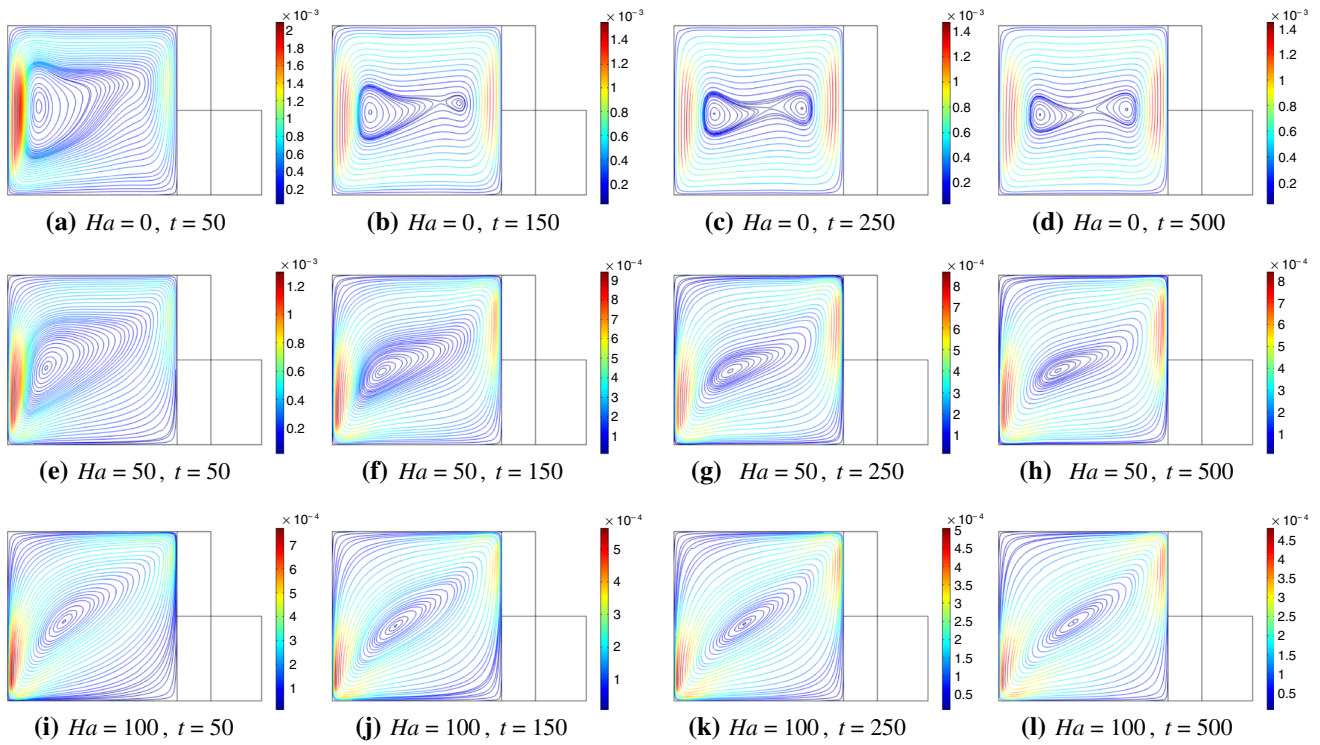 × 10⁻³ × 10⁻³ × 10⁻³ × 10⁻³
2 1.8 1.6 1.4 1.2 1 0.8 0.6 0.4 0.2
1.4 1.2 1 0.8 0.6 0.4 0.2
1.4 1.2 1 0.8 0.6 0.4 0.2
1.4 1.2 1 0.8 0.6 0.4 0.2
(a) Ha = 0, t = 50 (b) Ha = 0, t = 150 (c) Ha = 0, t = 250 (d) Ha = 0, t = 500
× 10⁻³ × 10⁻⁴ × 10⁻⁴ × 10⁻⁴
1.2 1 0.8 0.6 0.4 0.2
9 8 7 6 5 4 3 2 1
8 7 6 5 4 3 2 1
8 7 6 5 4 3 2 1
(e) Ha = 50, t = 50 (f) Ha = 50, t = 150 (g) Ha = 50, t = 250 (h) Ha = 50, t = 500
× 10⁻⁴ × 10⁻⁴ × 10⁻⁴ × 10⁻⁴
7 6 5 4 3 2 1
5 4 3 2 1
5 4.5 4 3.5 3 2.5 2 1.5 1 0.5
4.5 4 3.5 3 2.5 2 1.5 1 0.5
(i) Ha = 100, t = 50 (j) Ha = 100, t = 150 (k) Ha = 100, t = 250 (l) Ha = 100, t = 500